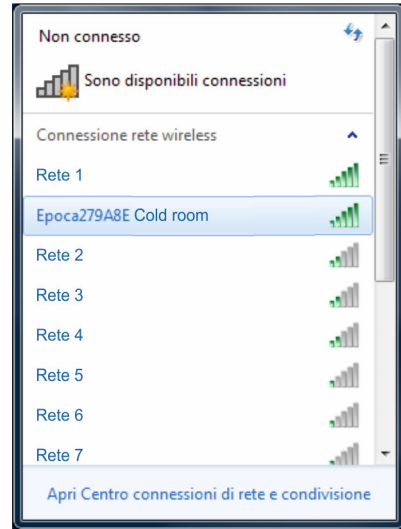 Non connesso
Sono disponibili connessioni
Connessione rete wireless
Rete 1
Epoca279A8E Cold room
Rete 2
Rete 3
Rete 4
Rete 5
Rete 6
Rete 7
Apri Centro connessioni di rete e condivisione